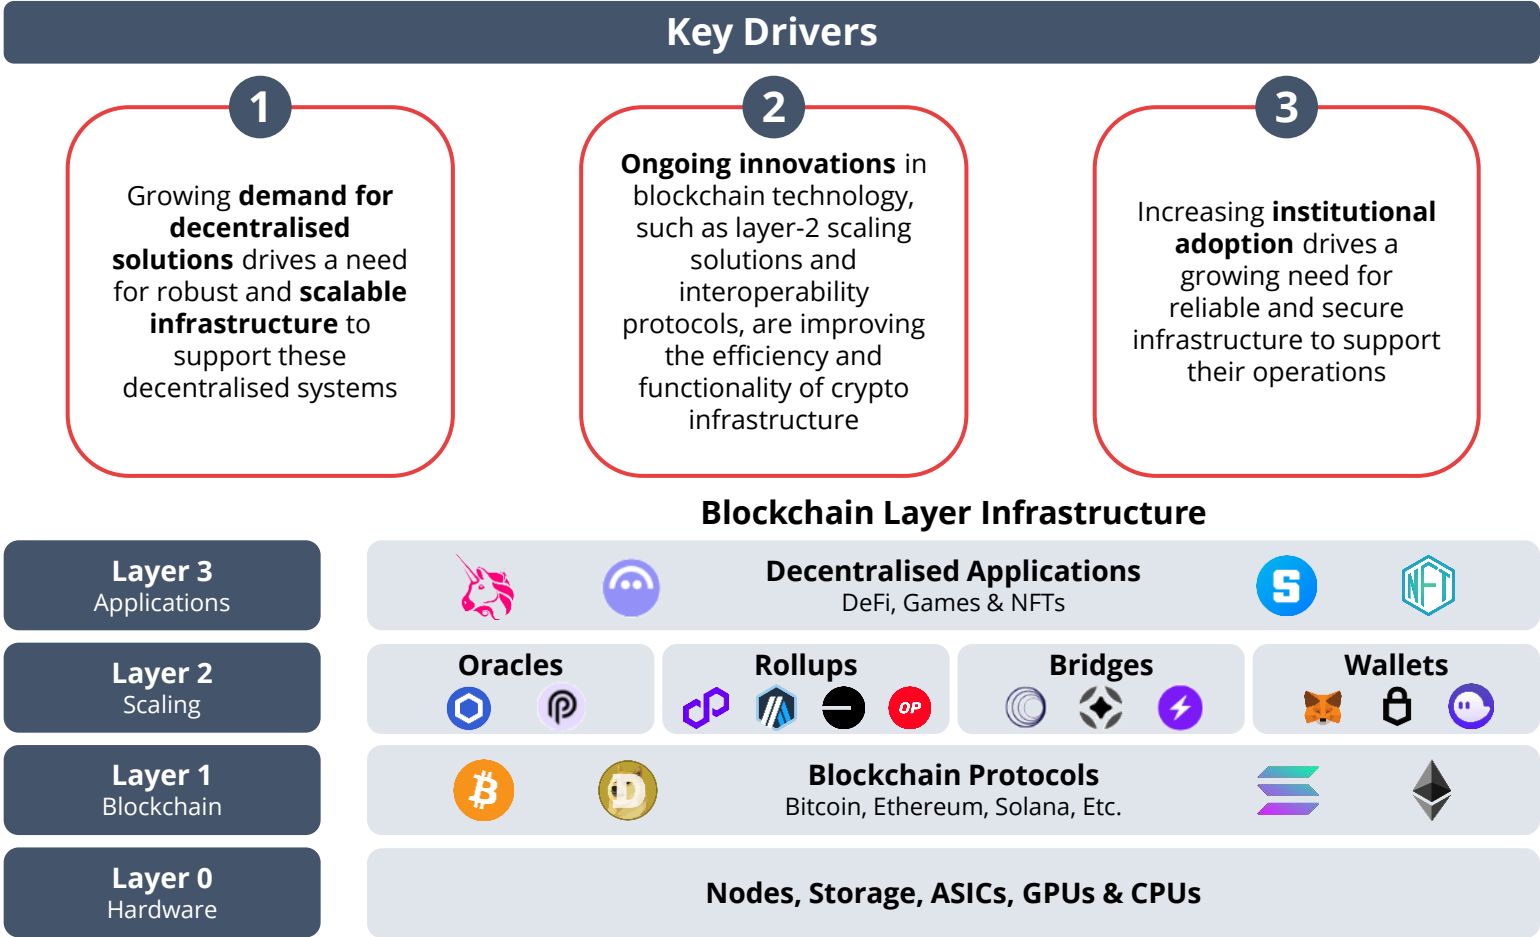 Key Drivers
1
Growing demand for
decentralised
solutions drives a need
for robust and scalable
infrastructure to
support these
decentralised systems
2
Ongoing innovations in
blockchain technology,
such as layer-2 scaling
solutions and
interoperability
protocols, are improving
the efficiency and
functionality of crypto
infrastructure
3
Increasing institutional
adoption drives a
growing need for
reliable and secure
infrastructure to support
their operations
Blockchain Layer Infrastructure
Layer 3
Applications
Decentralised Applications
DeFi, Games & NFTs
S
NFT
Layer 2
Scaling
Oracles
Rollups
OP
Bridges
Wallets
Layer 1
Blockchain
₿
D
Blockchain Protocols
Bitcoin, Ethereum, Solana, Etc.
Layer 0
Hardware
Nodes, Storage, ASICs, GPUs & CPUs